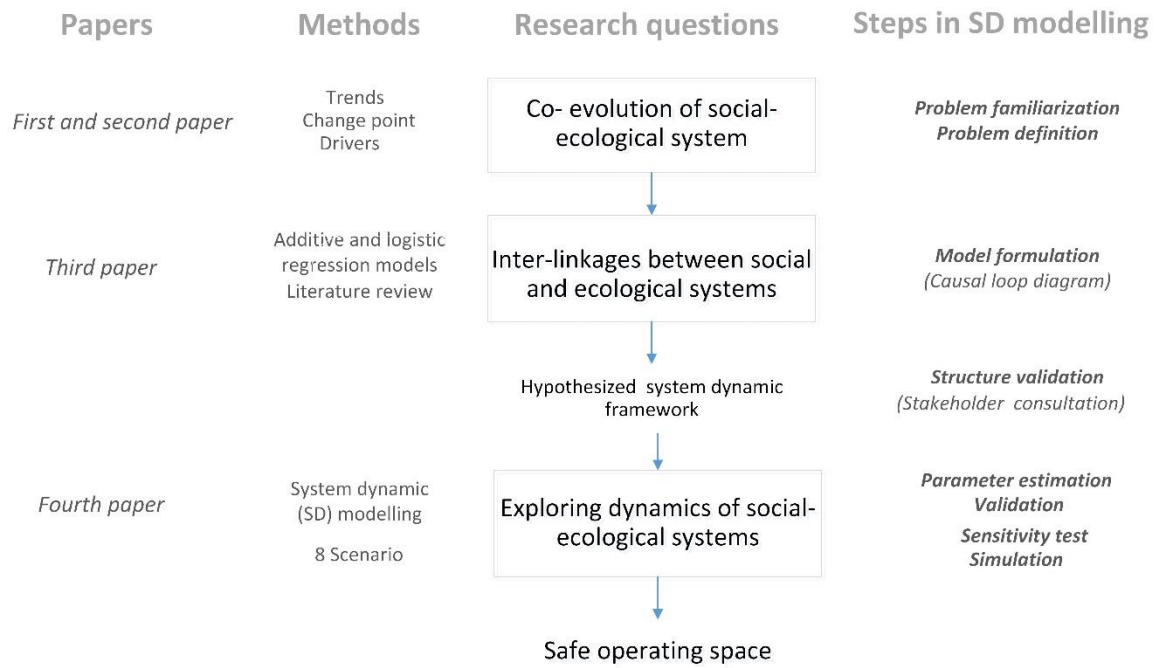 Papers
Methods
Research questions
Steps in SD modelling
First and second paper
Trends
Change point
Drivers
Co- evolution of social-
ecological system
Problem familiarization
Problem definition
Third paper
Additive and logistic
regression models
Literature review
Inter-linkages between social
and ecological systems
Model formulation
(Causal loop diagram)
Hypothesized system dynamic
framework
Structure validation
(Stakeholder consultation)
Fourth paper
System dynamic
(SD) modelling
8 Scenario
Exploring dynamics of social-
ecological systems
Parameter estimation
Validation
Sensitivity test
Simulation
Safe operating space